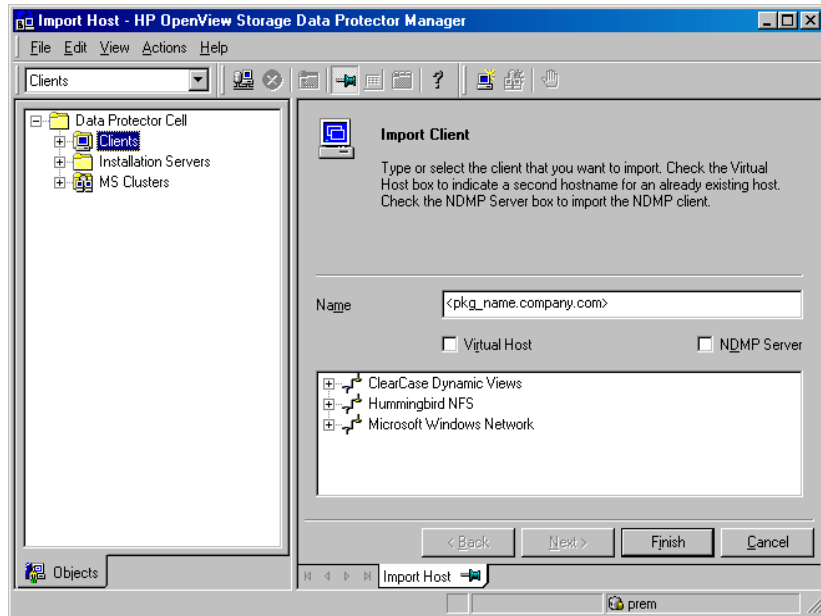 Import Host - HP OpenView Storage Data Protector Manager
File Edit View Actions Help
Clients
Data Protector Cell
Clients
Installation Servers
MS Clusters
Objects
Import Client
Type or select the client that you want to import. Check the Virtual
Host box to indicate a second hostname for an already existing host.
Check the NDMP Server box to import the NDMP client.
Name <pkg_name.company.com>
Virtual Host NDMP Server
ClearCase Dynamic Views
Hummingbird NFS
Microsoft Windows Network
< Back Next > Finish Cancel
Import Host
prem